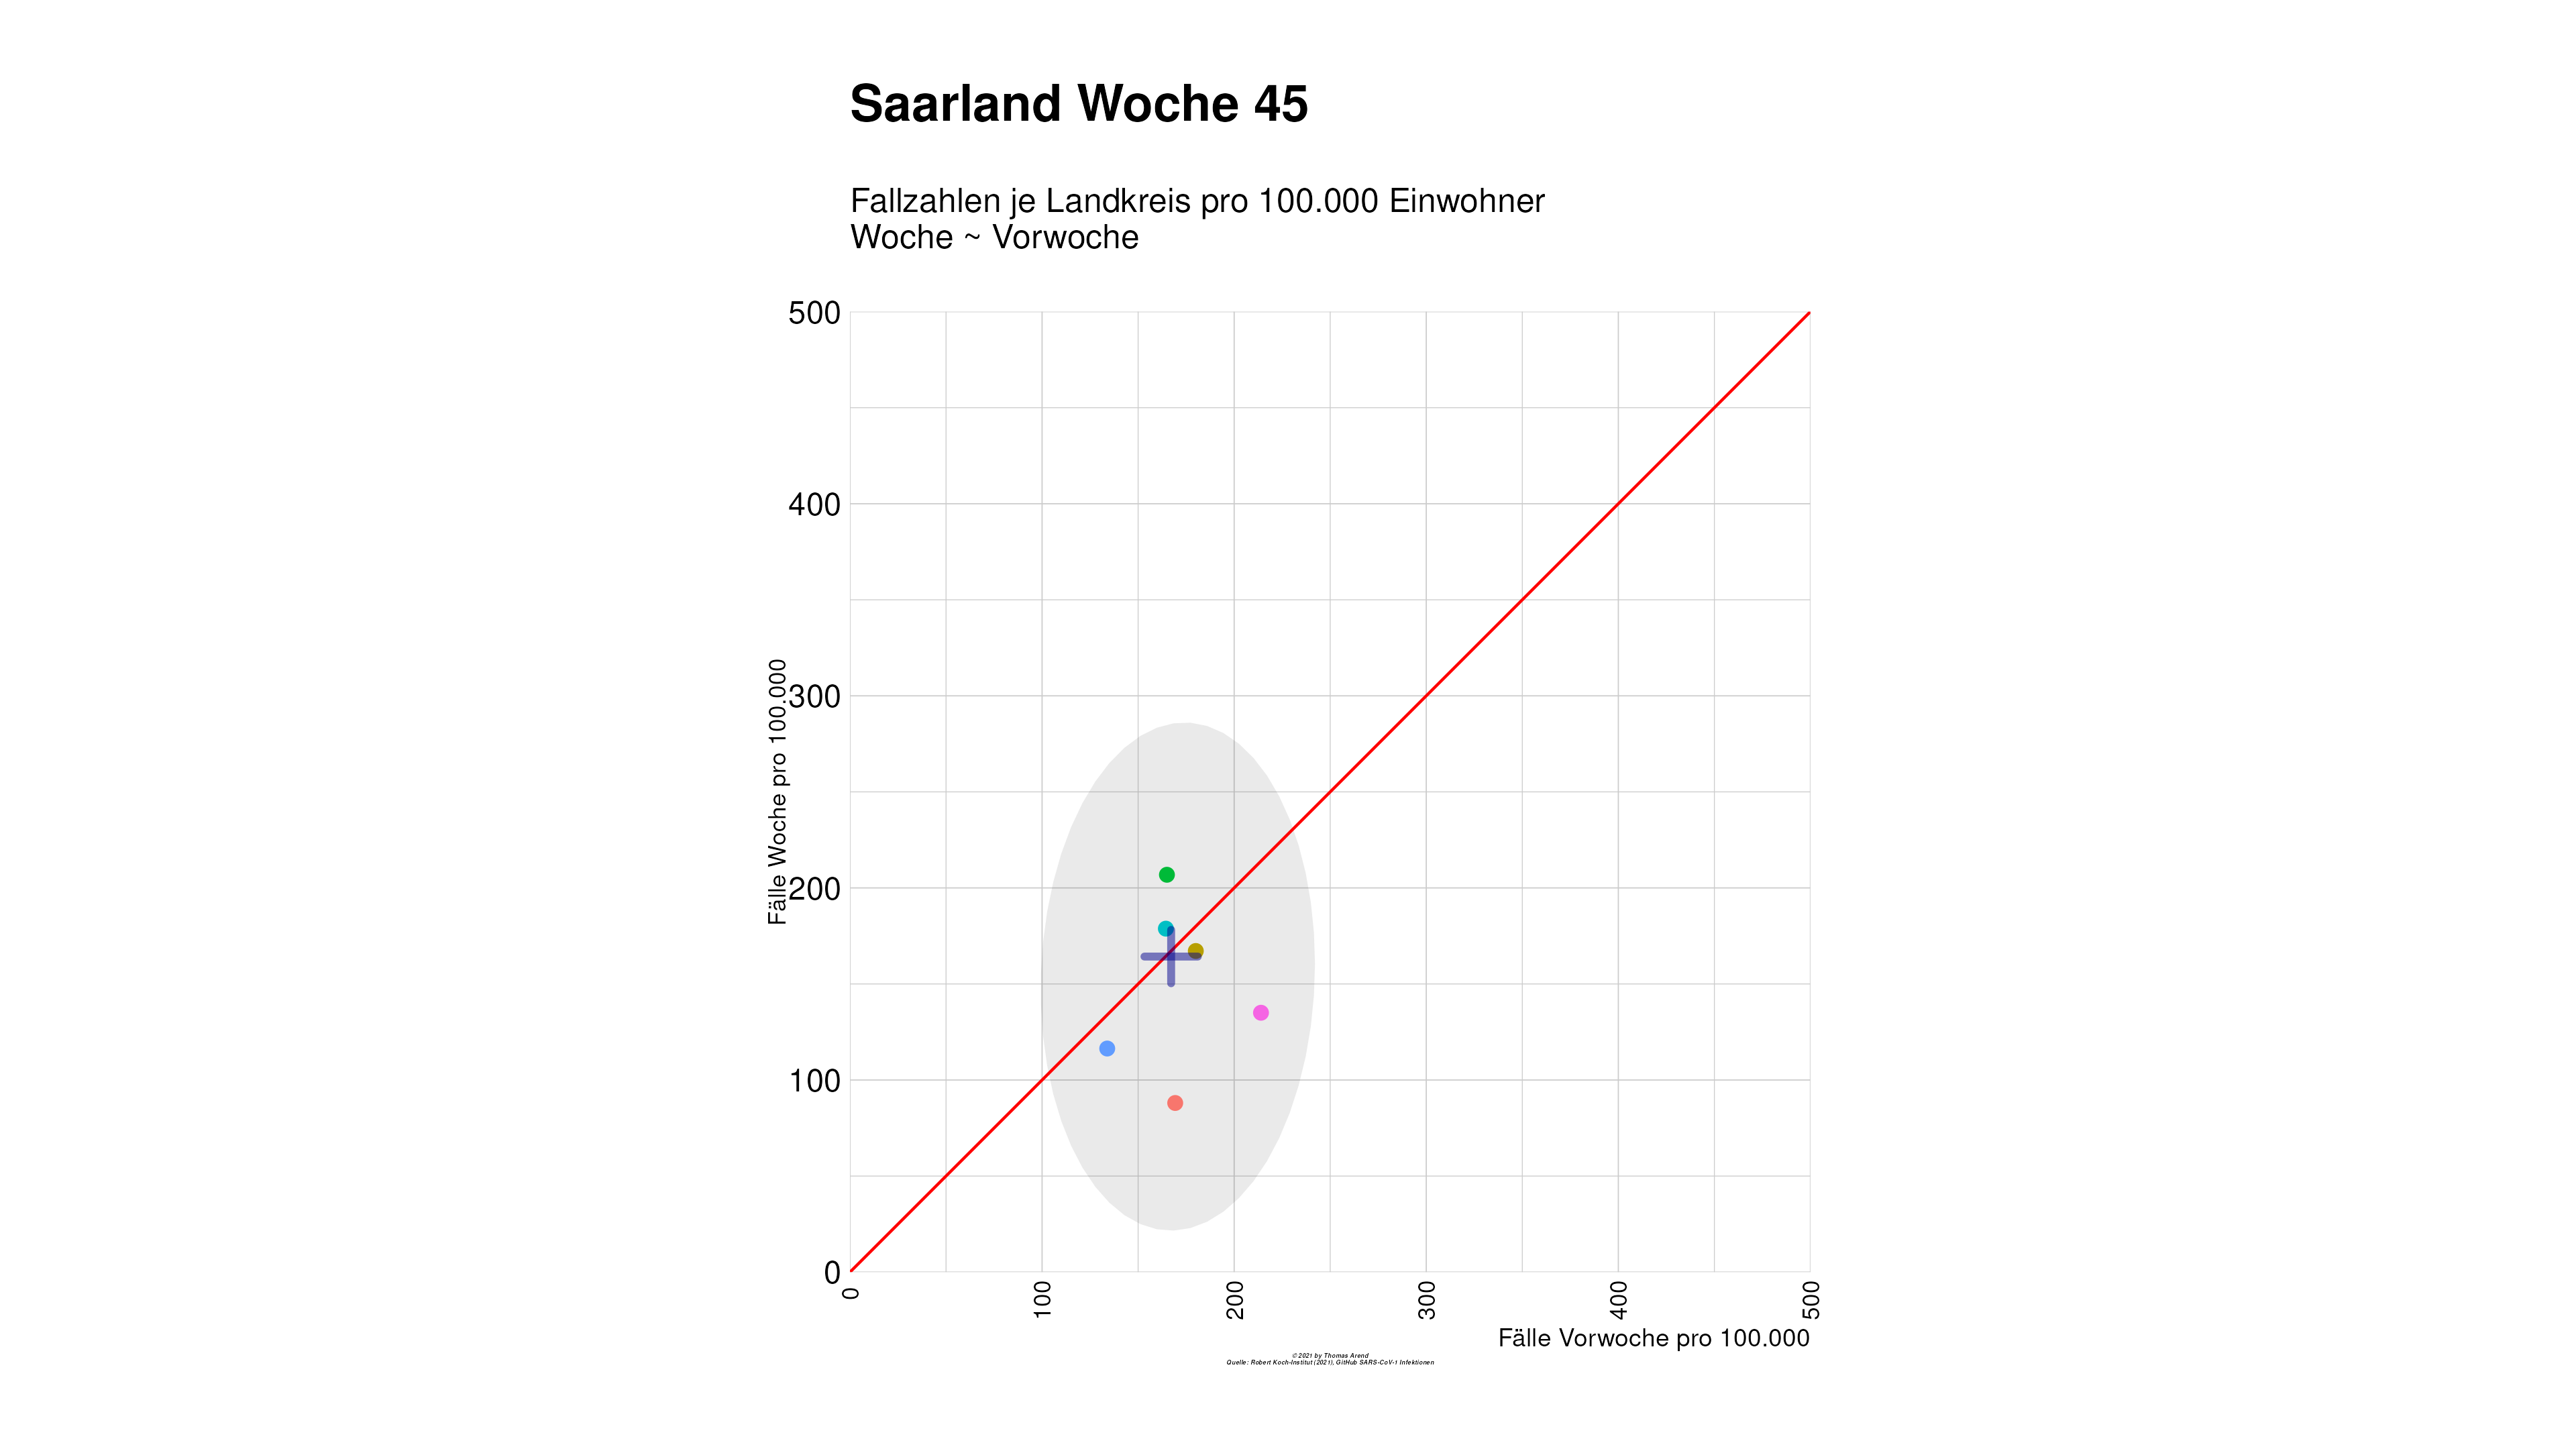 Saarland Woche 45
Fallzahlen je Landkreis pro 100.000 Einwohner
Woche ~ Vorwoche
500
400
300
200
100
0
Fälle Woche pro 100.000
0
100
200
300
400
500
Fälle Vorwoche pro 100.000
© 2021 by Thomas Arend
Quelle: Robert Koch-Institut (2021), GitHub SARS-CoV-1 Infektionen